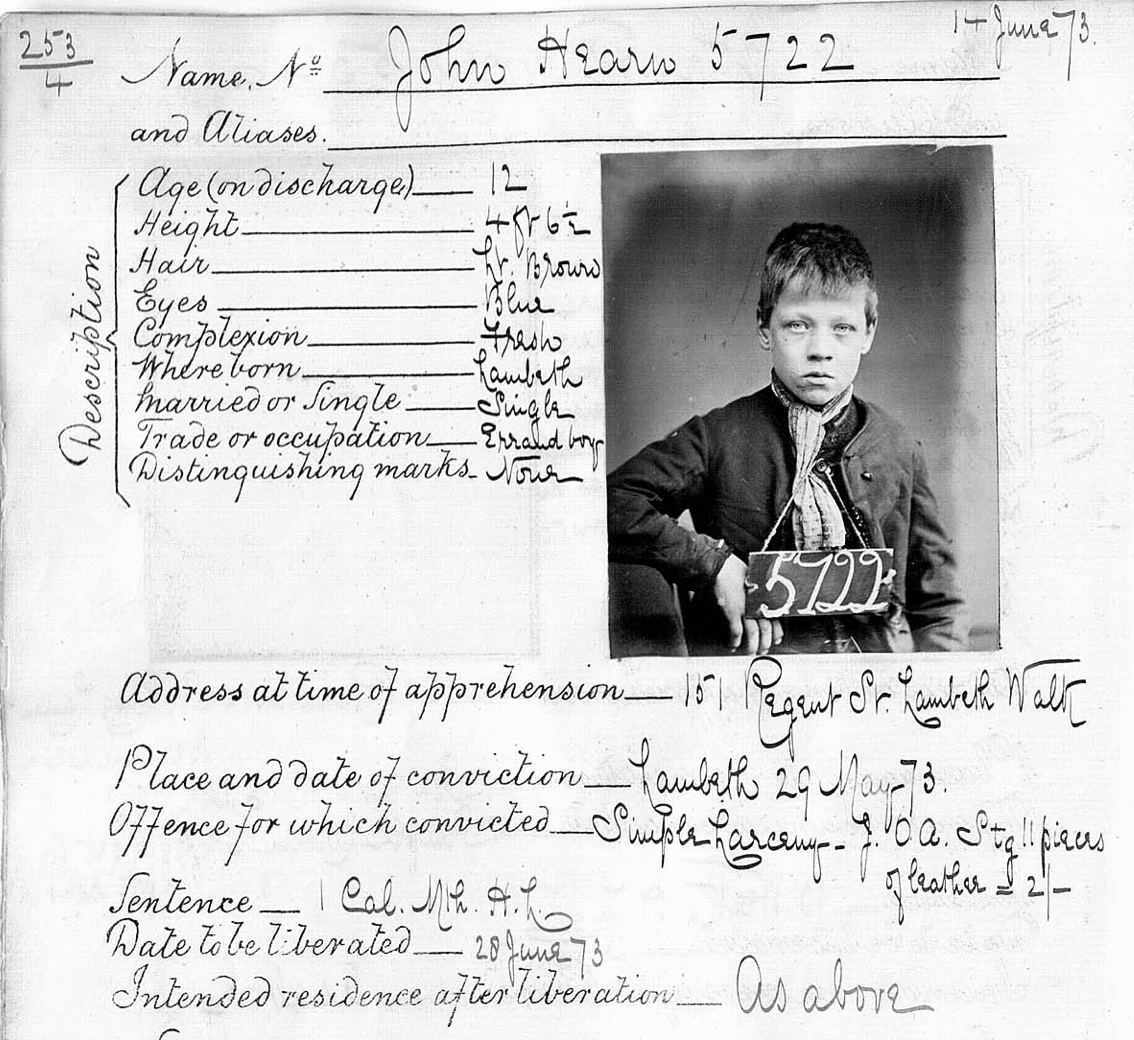 253
4
14 June 73.
Name, Nº John Hearn 5722
and Aliases.
Description
Age (on discharge) 12
Height 4 ft 6½
Hair Lt. Brown
Eyes Blue
Complexion Fresh
Where born Lambeth
Married or Single Single
Trade or occupation Errand boy
Distinguishing marks None
5722
Address at time of apprehension 151 Regent St. Lambeth Walk
Place and date of conviction Lambeth 29 May 73.
Offence for which convicted Simple Larceny - J. O A. Stg 11 pieces
of leather = 2/-
Sentence 1 Cal. Mth. H.L
Date to be liberated 28 June 73
Intended residence after liberation As above